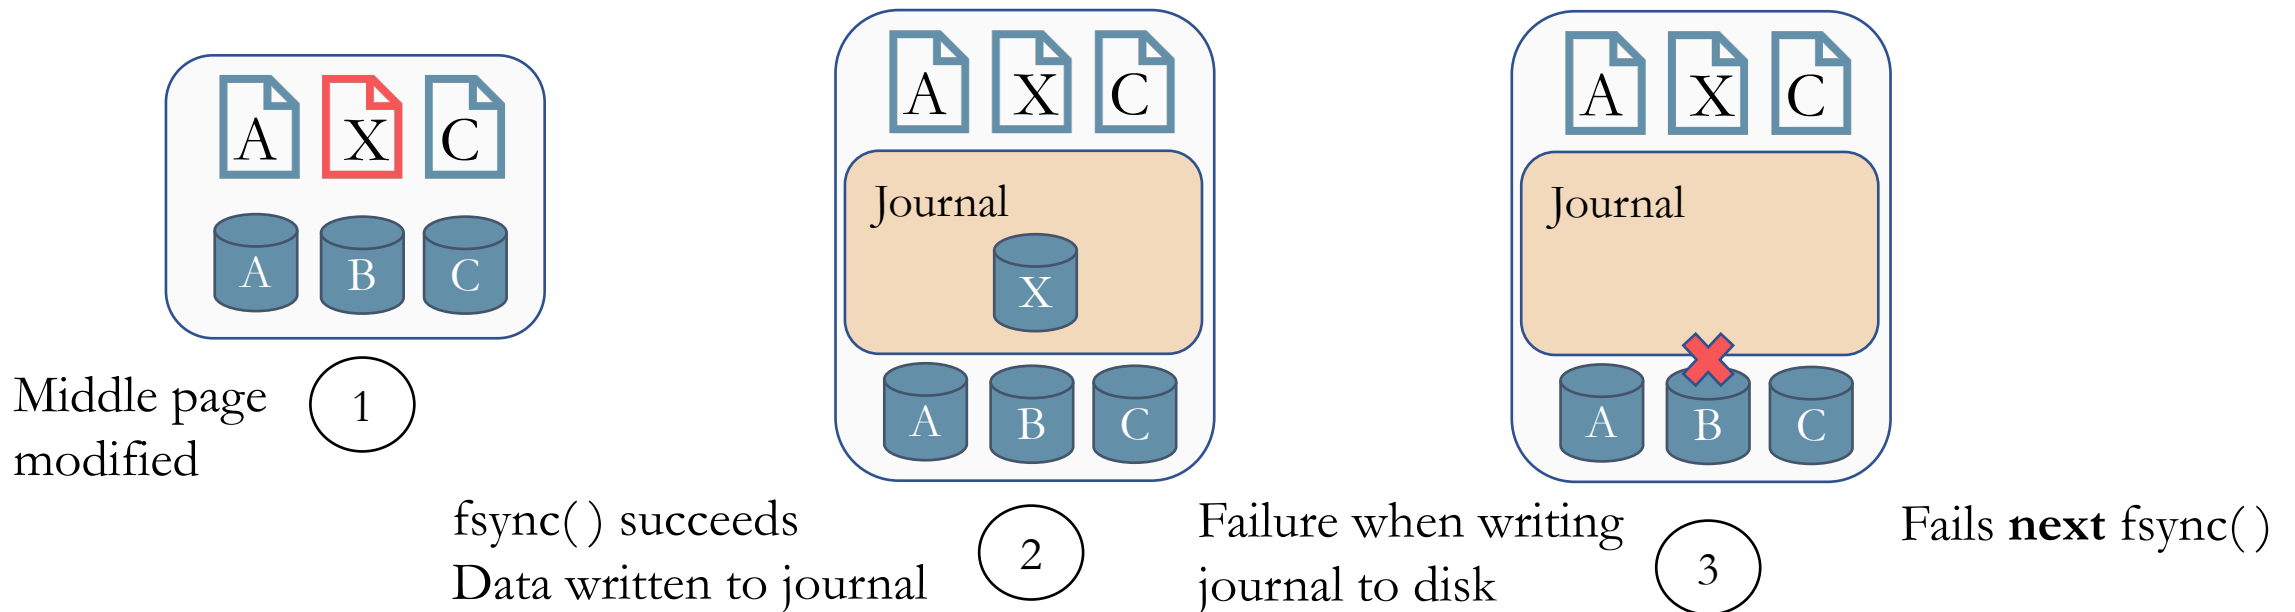 A X C
A B C
Middle page
modified
1
A X C
Journal
X
A B C
fsync( ) succeeds
Data written to journal
2
A X C
Journal
A B C
Failure when writing
journal to disk
3
Fails next fsync( )